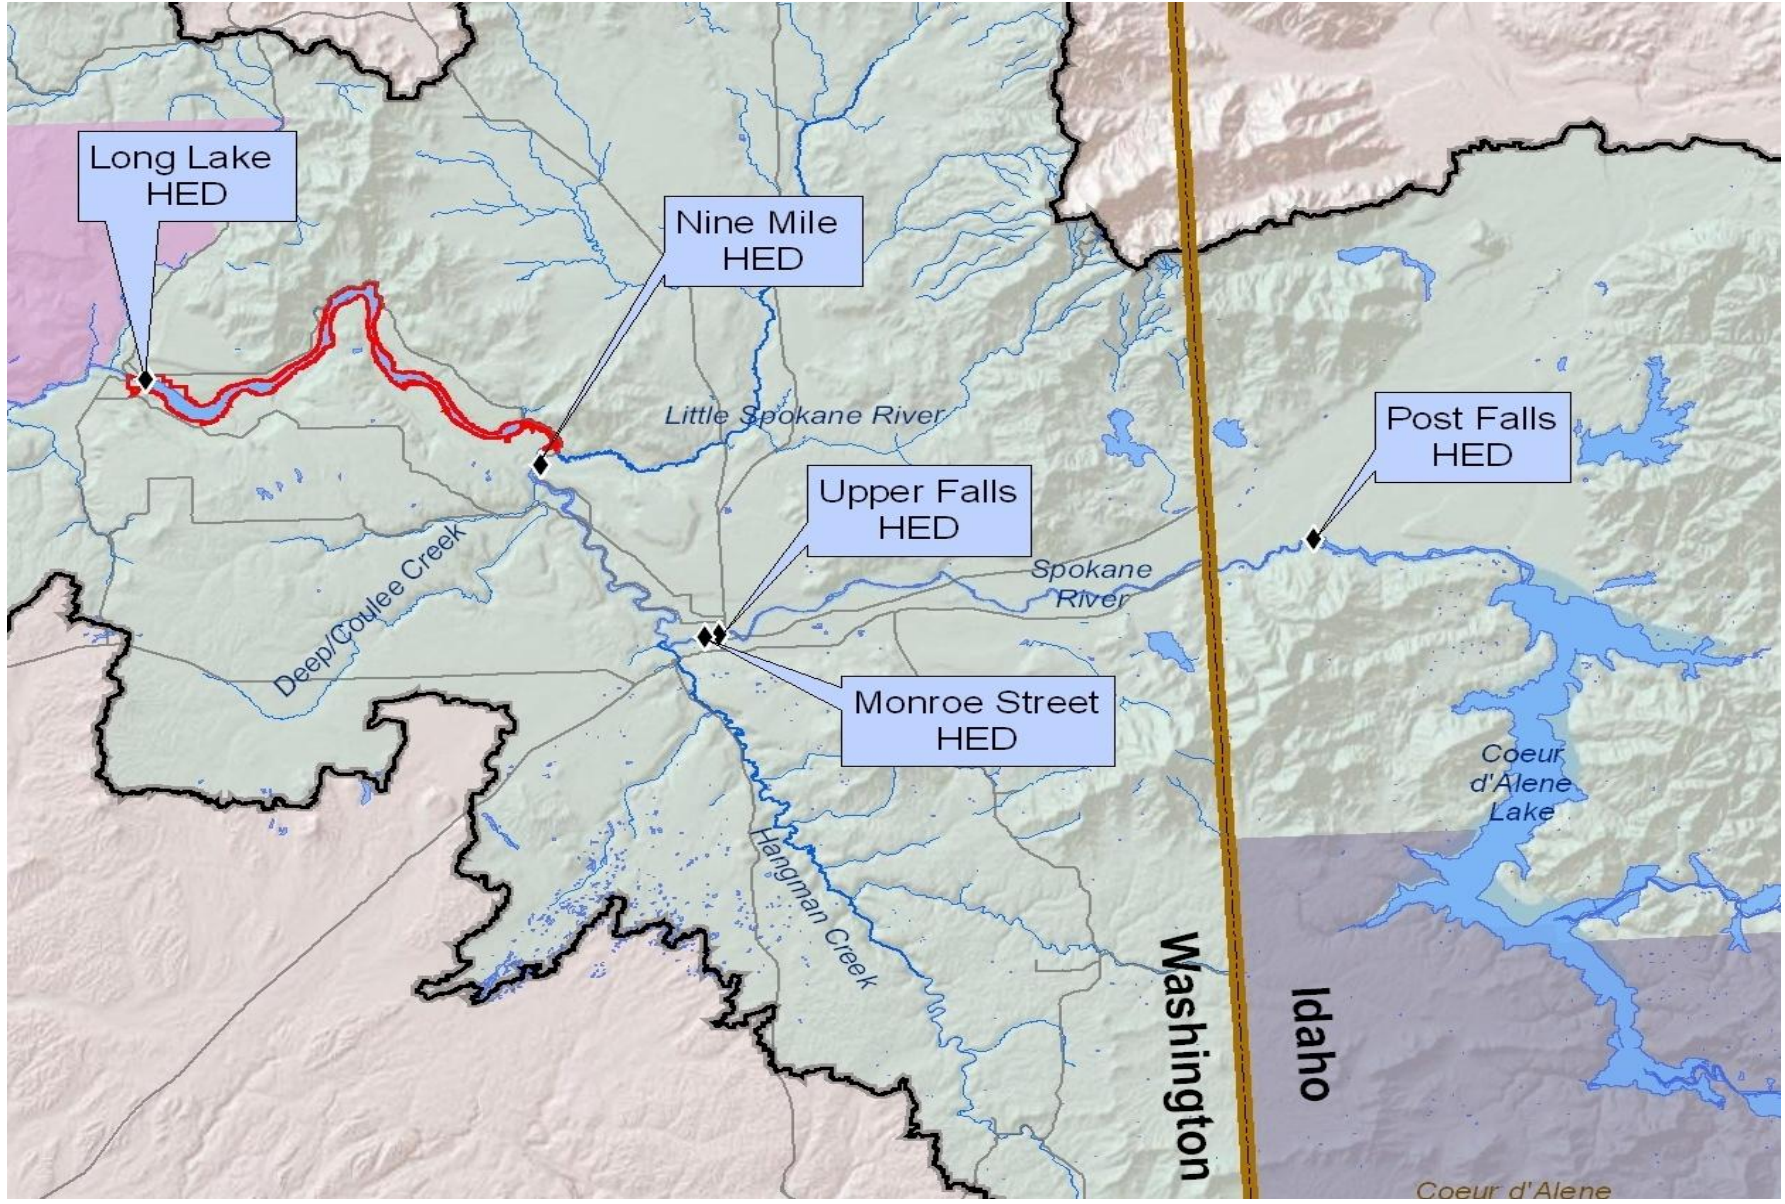 Long Lake
HED
Nine Mile
HED
Little Spokane River
Post Falls
HED
Upper Falls
HED
Spokane
River
Deep/Coulee Creek
Monroe Street
HED
Coeur
d'Alene
Lake
Hangman Creek
Washington
Idaho
Coeur d'Alene